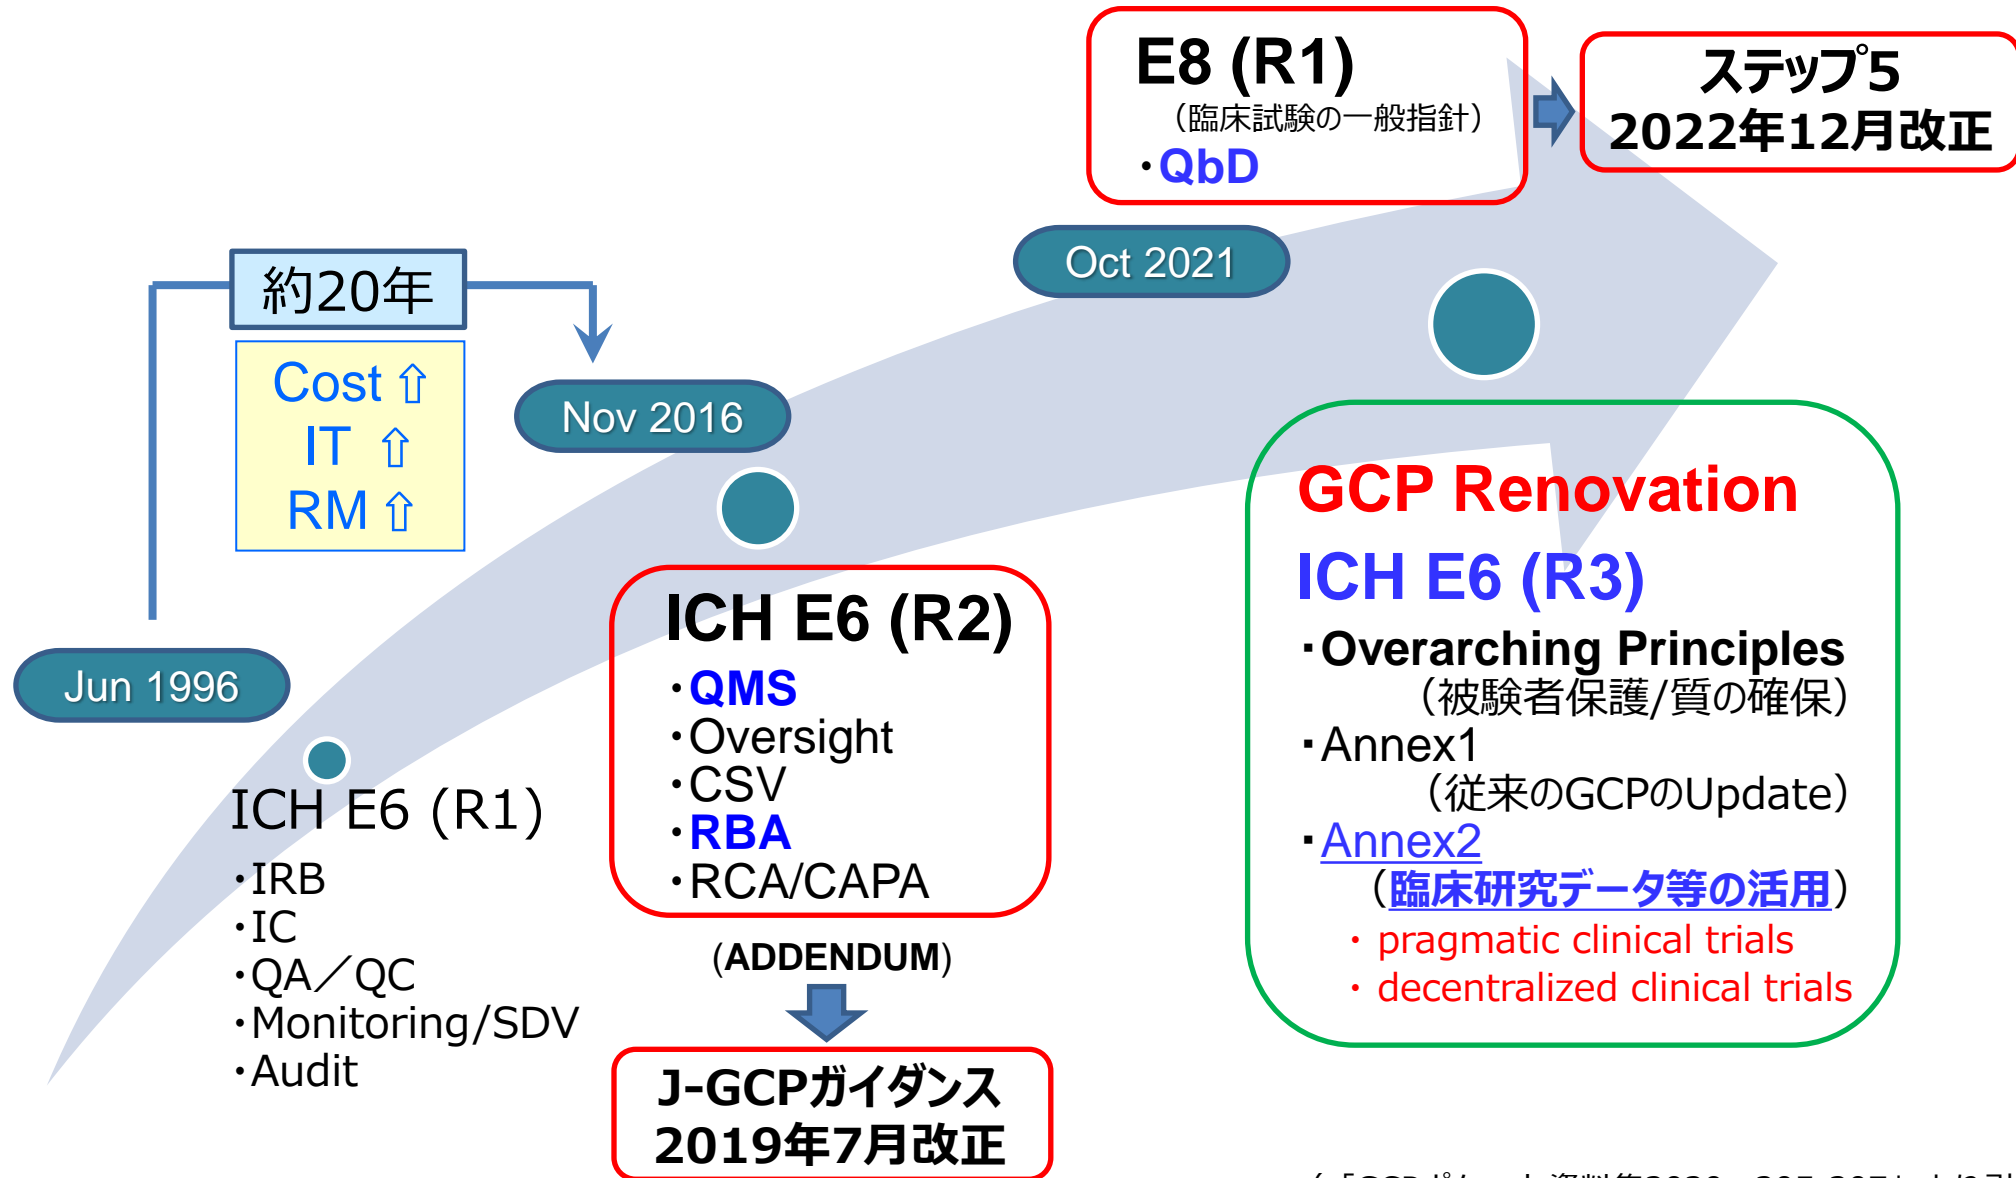 E8 (R1)
（臨床試験の一般指針）
・QbD
ステップ5
2022年12月改正
Oct 2021
約20年
Cost ⇧
IT ⇧
RM ⇧
Nov 2016
Jun 1996
ICH E6 (R1)
・IRB
・IC
・QA／QC
・Monitoring/SDV
・Audit
ICH E6 (R2)
・QMS
・Oversight
・CSV
・RBA
・RCA/CAPA
(ADDENDUM)
J-GCPガイダンス
2019年7月改正
GCP Renovation
ICH E6 (R3)
・Overarching Principles
（被験者保護/質の確保）
・Annex1
（従来のGCPのUpdate）
・Annex2
（臨床研究データ等の活用）
・pragmatic clinical trials
・decentralized clinical trials